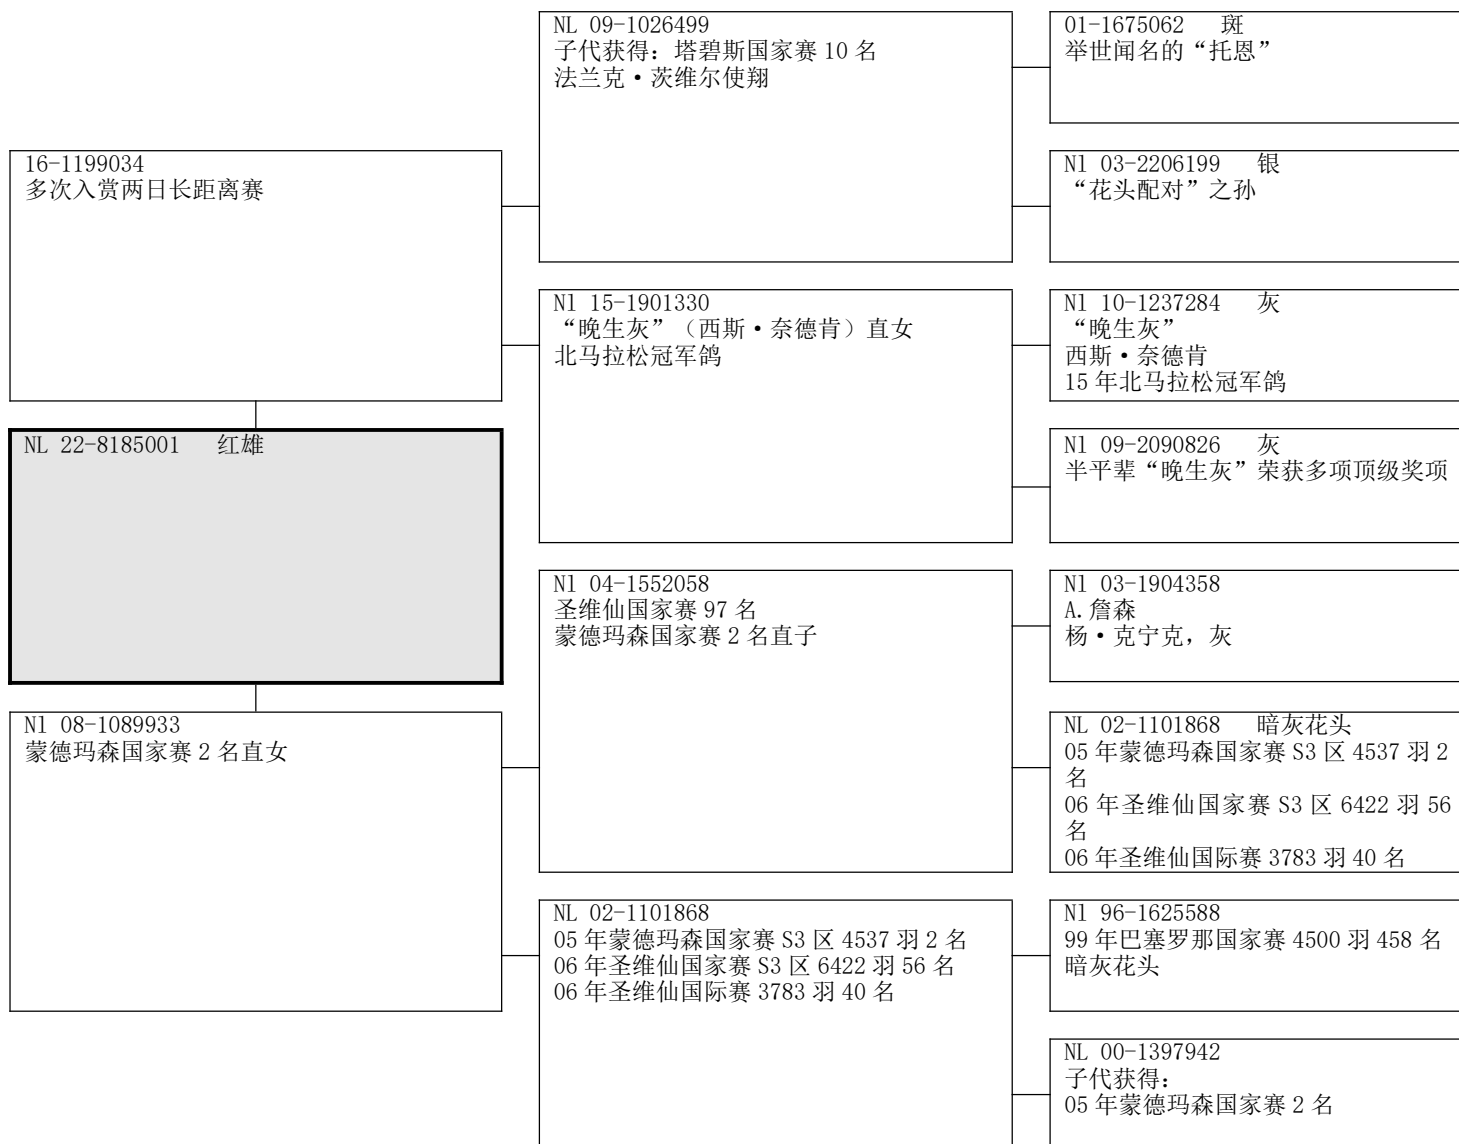 NL 09-1026499
子代获得：塔碧斯国家赛 10 名
法兰克·茨维尔使翔
01-1675062 斑
举世闻名的“托恩”
16-1199034
多次入赏两日长距离赛
Nl 03-2206199 银
“花头配对”之孙
Nl 15-1901330
“晚生灰”（西斯·奈德肯）直女
北马拉松冠军鸽
Nl 10-1237284 灰
“晚生灰”
西斯·奈德肯
15 年北马拉松冠军鸽
NL 22-8185001 红雄
Nl 09-2090826 灰
半平辈“晚生灰”荣获多项顶级奖项
Nl 04-1552058
圣维仙国家赛 97 名
蒙德玛森国家赛 2 名直子
Nl 03-1904358
A.詹森
杨·克宁克，灰
Nl 08-1089933
蒙德玛森国家赛 2 名直女
NL 02-1101868 暗灰花头
05 年蒙德玛森国家赛 S3 区 4537 羽 2
名
06 年圣维仙国家赛 S3 区 6422 羽 56
名
06 年圣维仙国际赛 3783 羽 40 名
NL 02-1101868
05 年蒙德玛森国家赛 S3 区 4537 羽 2 名
06 年圣维仙国家赛 S3 区 6422 羽 56 名
06 年圣维仙国际赛 3783 羽 40 名
Nl 96-1625588
99 年巴塞罗那国家赛 4500 羽 458 名
暗灰花头
NL 00-1397942
子代获得：
05 年蒙德玛森国家赛 2 名